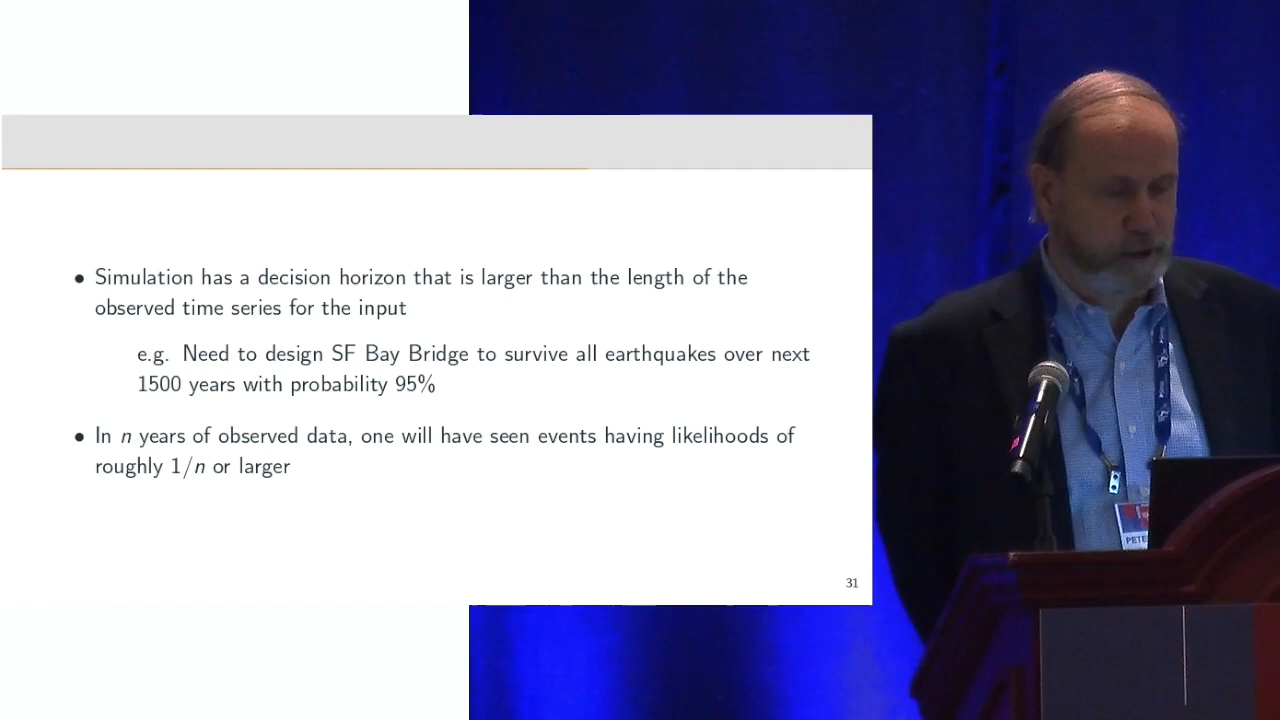 • Simulation has a decision horizon that is larger than the length of the
observed time series for the input
e.g. Need to design SF Bay Bridge to survive all earthquakes over next
1500 years with probability 95%
• In n years of observed data, one will have seen events having likelihoods of
roughly 1/n or larger
31
PETE